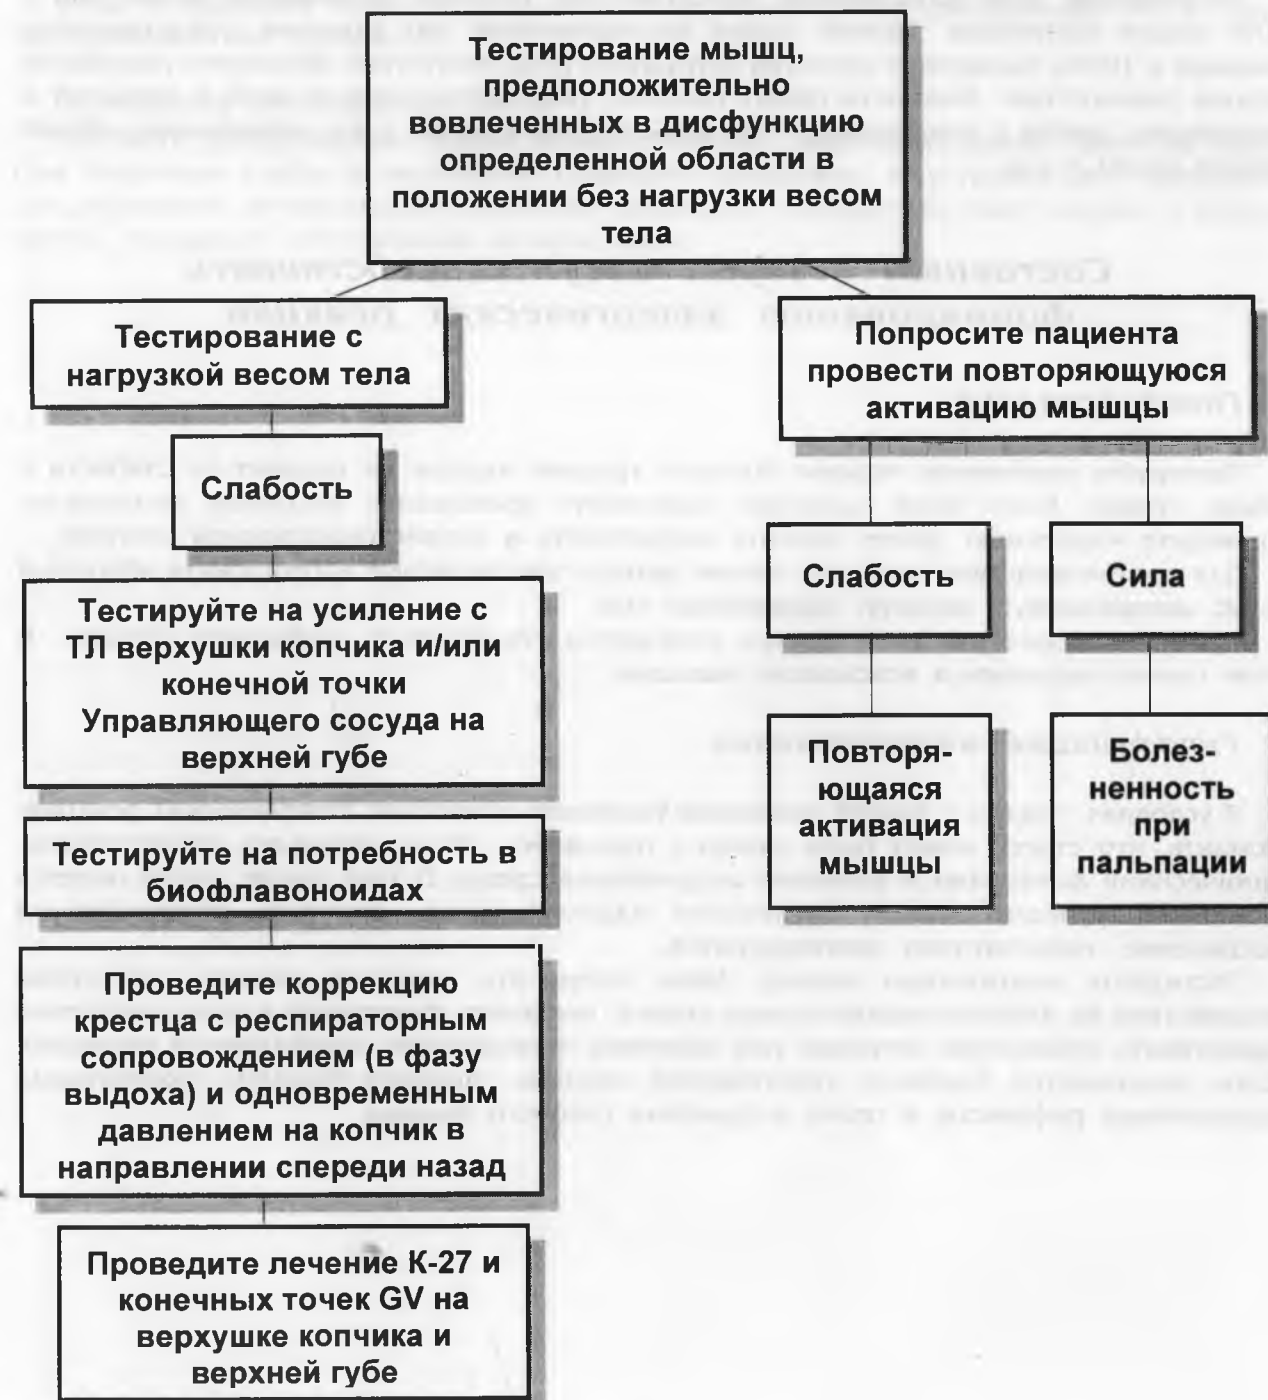 Тестирование мышц,
предположительно
вовлеченных в дисфункцию
определенной области в
положении без нагрузки весом
тела
Тестирование с
нагрузкой весом тела
Слабость
Тестируйте на усиление с
ТЛ верхушки копчика и/или
конечной точки
Управляющего сосуда на
верхней губе
Тестируйте на потребность в
биофлавоноидах
Проведите коррекцию
крестца с респираторным
сопровождением (в фазу
выдоха) и одновременным
давлением на копчик в
направлении спереди назад
Проведите лечение К-27 и
конечных точек GV на
верхушке копчика и
верхней губе
Попросите пациента
провести повторяющуюся
активацию мышцы
Слабость
Повторя-
ющаяся
активация
мышцы
Сила
Болез-
ненность
при
пальпации